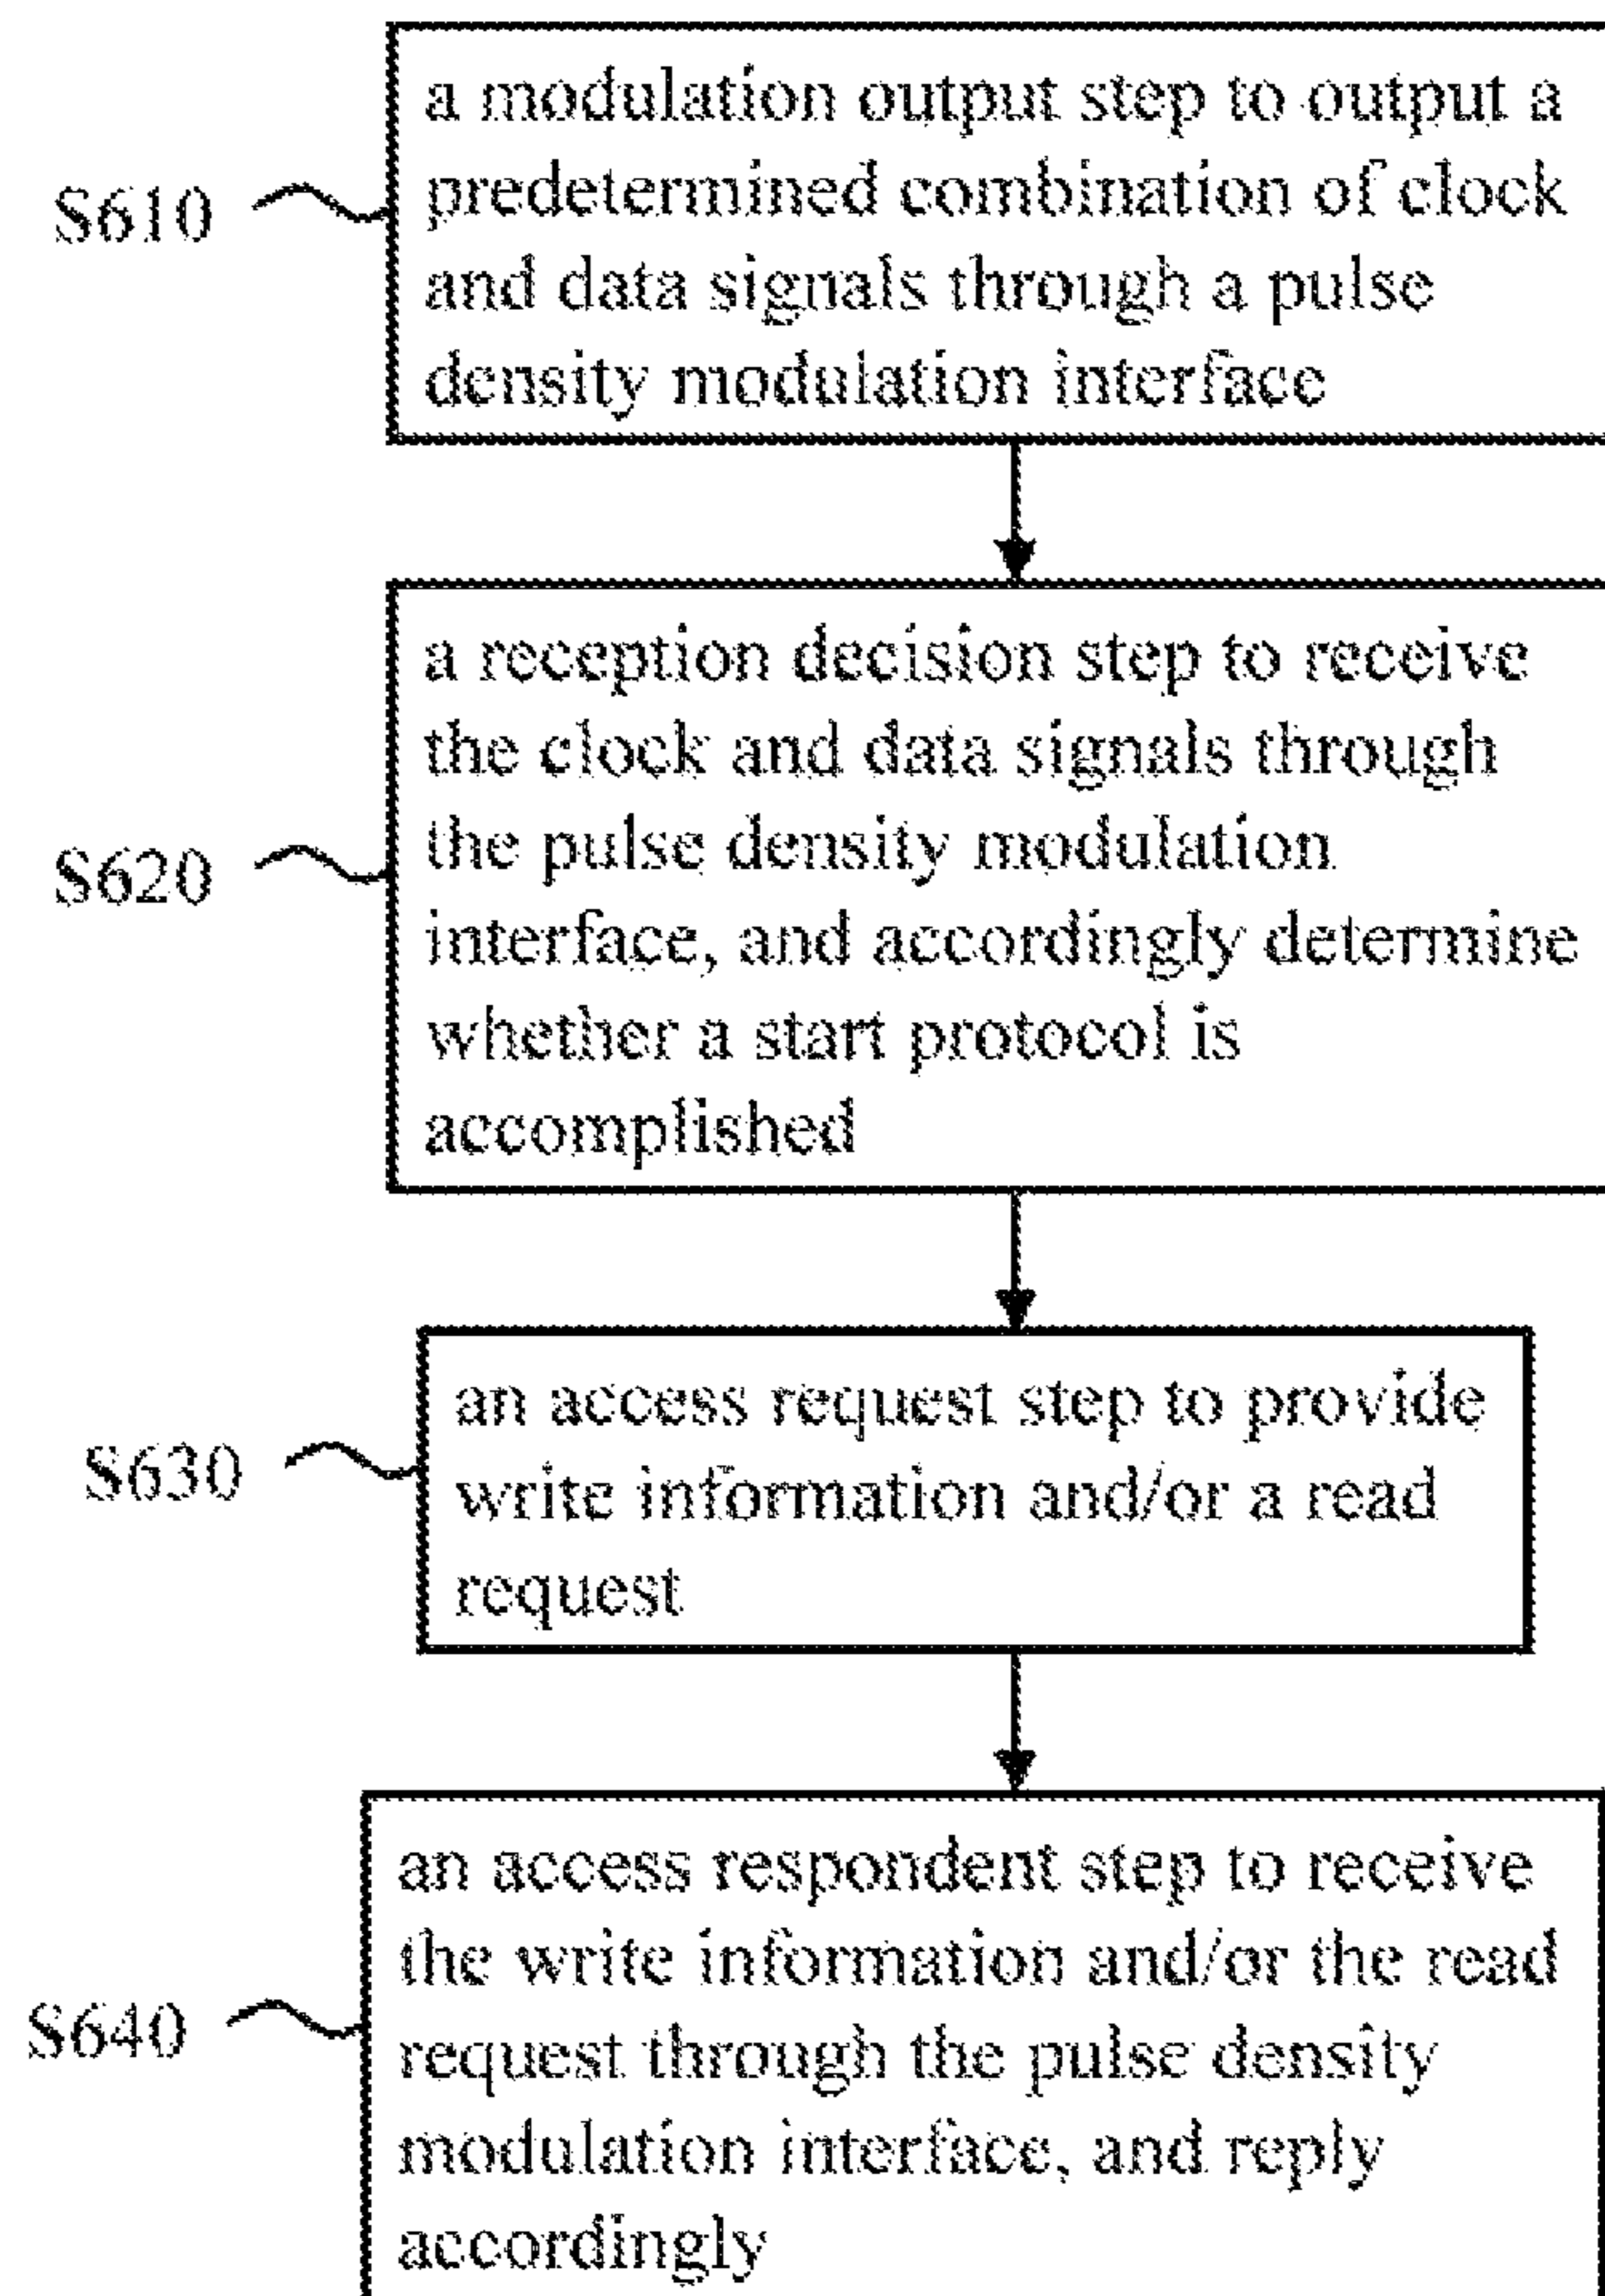 a modulation output step to output a
predetermined combination of clock
S610
and data signals through a pulse
density modulation interface
a reception decision step to receive
the clock and data signals through
the pulse density modulation
S620
interface, and accordingly determine
whether a start protocol is
accomplished
an access request step to provide
S630
write information and/or a read
request
an access respondent step to receive
the write information and/or the read
S640
request through the pulse density
modulation interface, and reply
accordingly